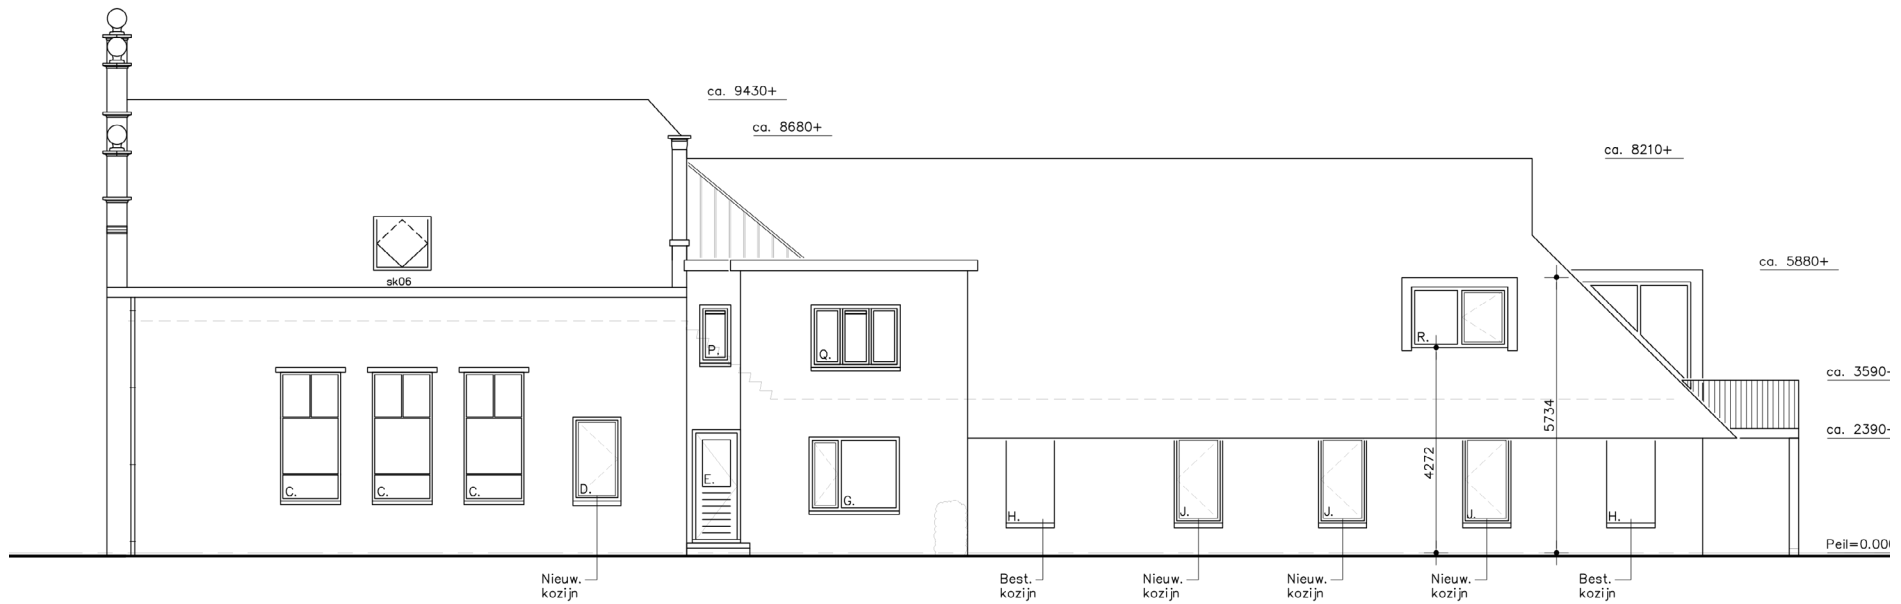 ca. 9430+
ca. 8680+
ca. 8210+
ca. 5880+
sk06
P.
Q.
R.
ca. 3590+
5734
ca. 2390+
4272
C.
C.
C.
D.
E.
G.
H.
J.
J.
J.
H.
Peil=0.000
Nieuw.
kozijn
Best.
kozijn
Nieuw.
kozijn
Nieuw.
kozijn
Nieuw.
kozijn
Best.
kozijn